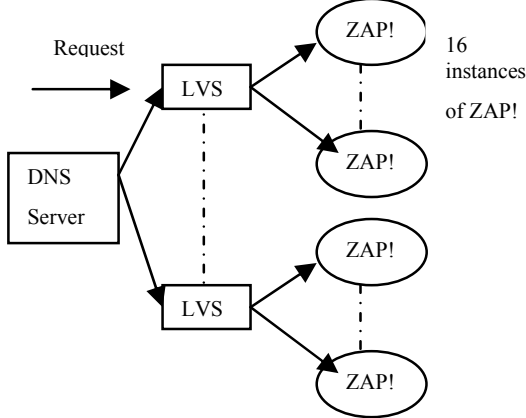 Request
ZAP!
16
instances
of ZAP!
LVS
ZAP!
DNS
Server
ZAP!
LVS
ZAP!